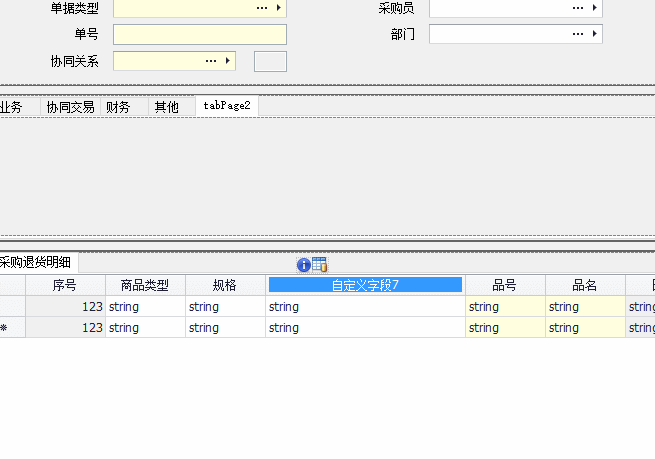 单据类型 ... 采购员 ...
单号 部门 ...
协同关系 ...
业务 协同交易 财务 其他 tabPage2
采购退货明细
序号 商品类型 规格 自定义字段7 品号 品名
123 string string string string string string
* 123 string string string string string string